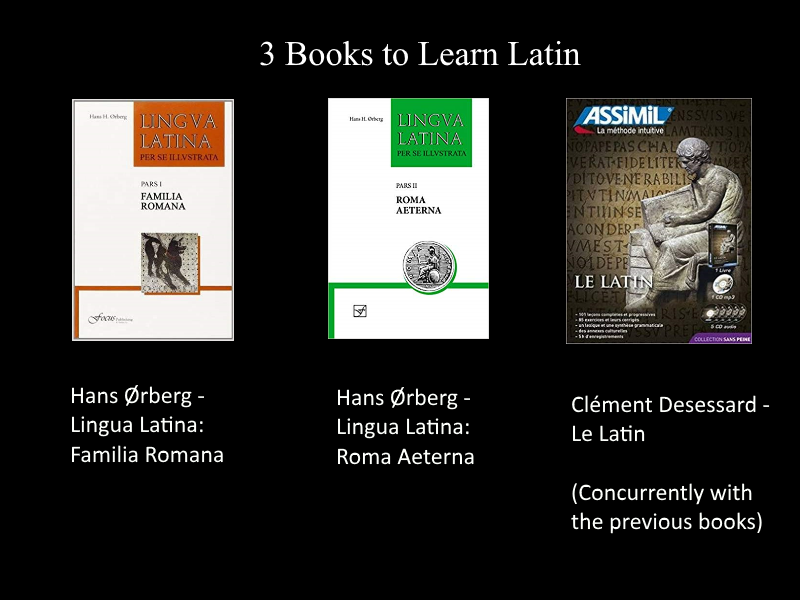 3 Books to Learn Latin
Hans H. Ørberg
LINGVA
LATINA
PER SE ILLVSTRATA
PARS I
FAMILIA
ROMANA
Focus Publishing
Hans H. Ørberg
LINGVA
LATINA
PER SE ILLVSTRATA
PARS II
ROMA
AETERNA
ASSiMiL
La méthode intuitive
ASSiMiL
LE LATIN
1 Livre
1 CD mp3
5 CD audio
- 101 leçons complètes et progressives
- 85 exercices et leurs corrigés
- un lexique et une synthèse grammaticale
- des annexes culturelles
- 5 h d'enregistrements
COLLECTION SANS PEINE
Hans Ørberg -
Lingua Latina:
Familia Romana
Hans Ørberg -
Lingua Latina:
Roma Aeterna
Clément Desessard -
Le Latin
(Concurrently with
the previous books)